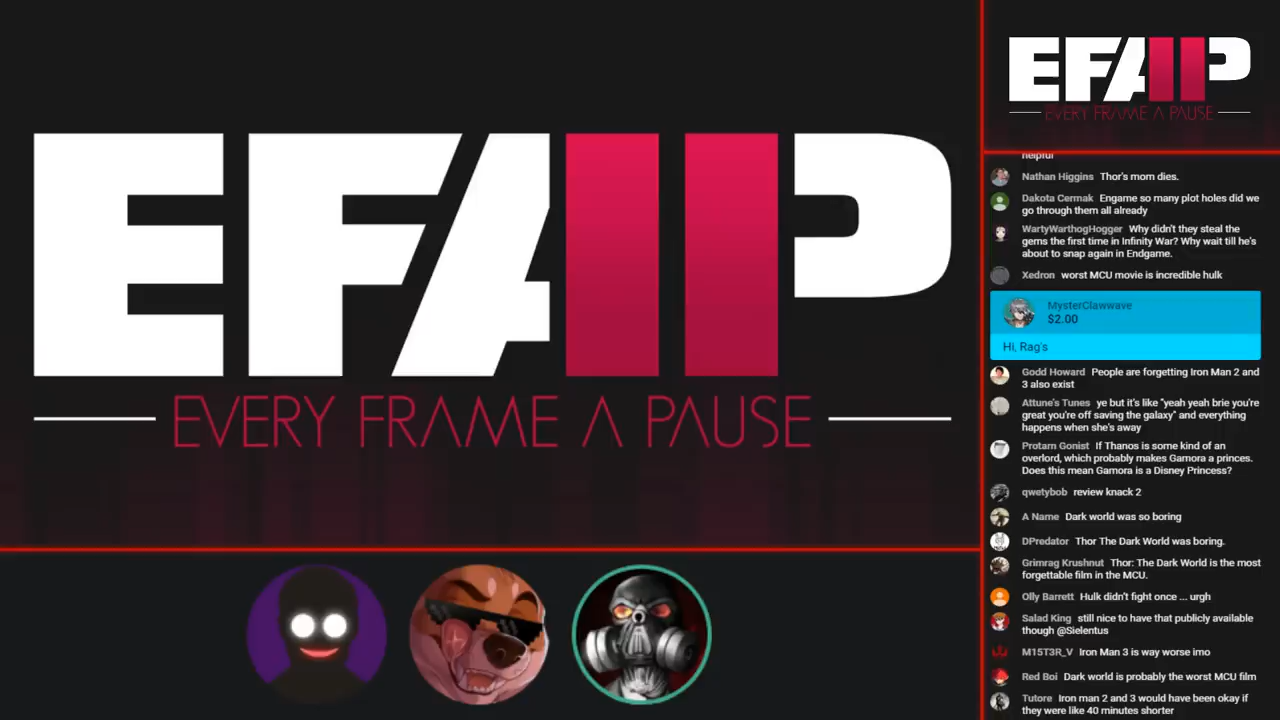 EFAP
EVERY FRAME A PAUSE
EFAP
EVERY FRAME A PAUSE
helpful
Nathan Higgins Thor's mom dies.
Dakota Cermak Engame so many plot holes did we
go through them all already
WartyWarthogHogger Why didn't they steal the
gems the first time in Infinity War? Why wait till he's
about to snap again in Endgame.
Xedron worst MCU movie is incredible hulk
MysterClawwave
$2.00
Hi, Rag's
Godd Howard People are forgetting Iron Man 2 and
3 also exist
Attune's Tunes ye but it's like "yeah yeah brie you're
great you're off saving the galaxy" and everything
happens when she's away
Protam Gonist If Thanos is some kind of an
overlord, which probably makes Gamora a princes.
Does this mean Gamora is a Disney Princess?
qwetybob review knack 2
A Name Dark world was so boring
DPredator Thor The Dark World was boring.
Grimrag Krushnut Thor: The Dark World is the most
forgettable film in the MCU.
Olly Barrett Hulk didn't fight once ... urgh
Salad King still nice to have that publicly available
though @Sielentus
M15T3R_V Iron Man 3 is way worse imo
Red Boi Dark world is probably the worst MCU film
Tutore Iron man 2 and 3 would have been okay if
they were like 40 minutes shorter